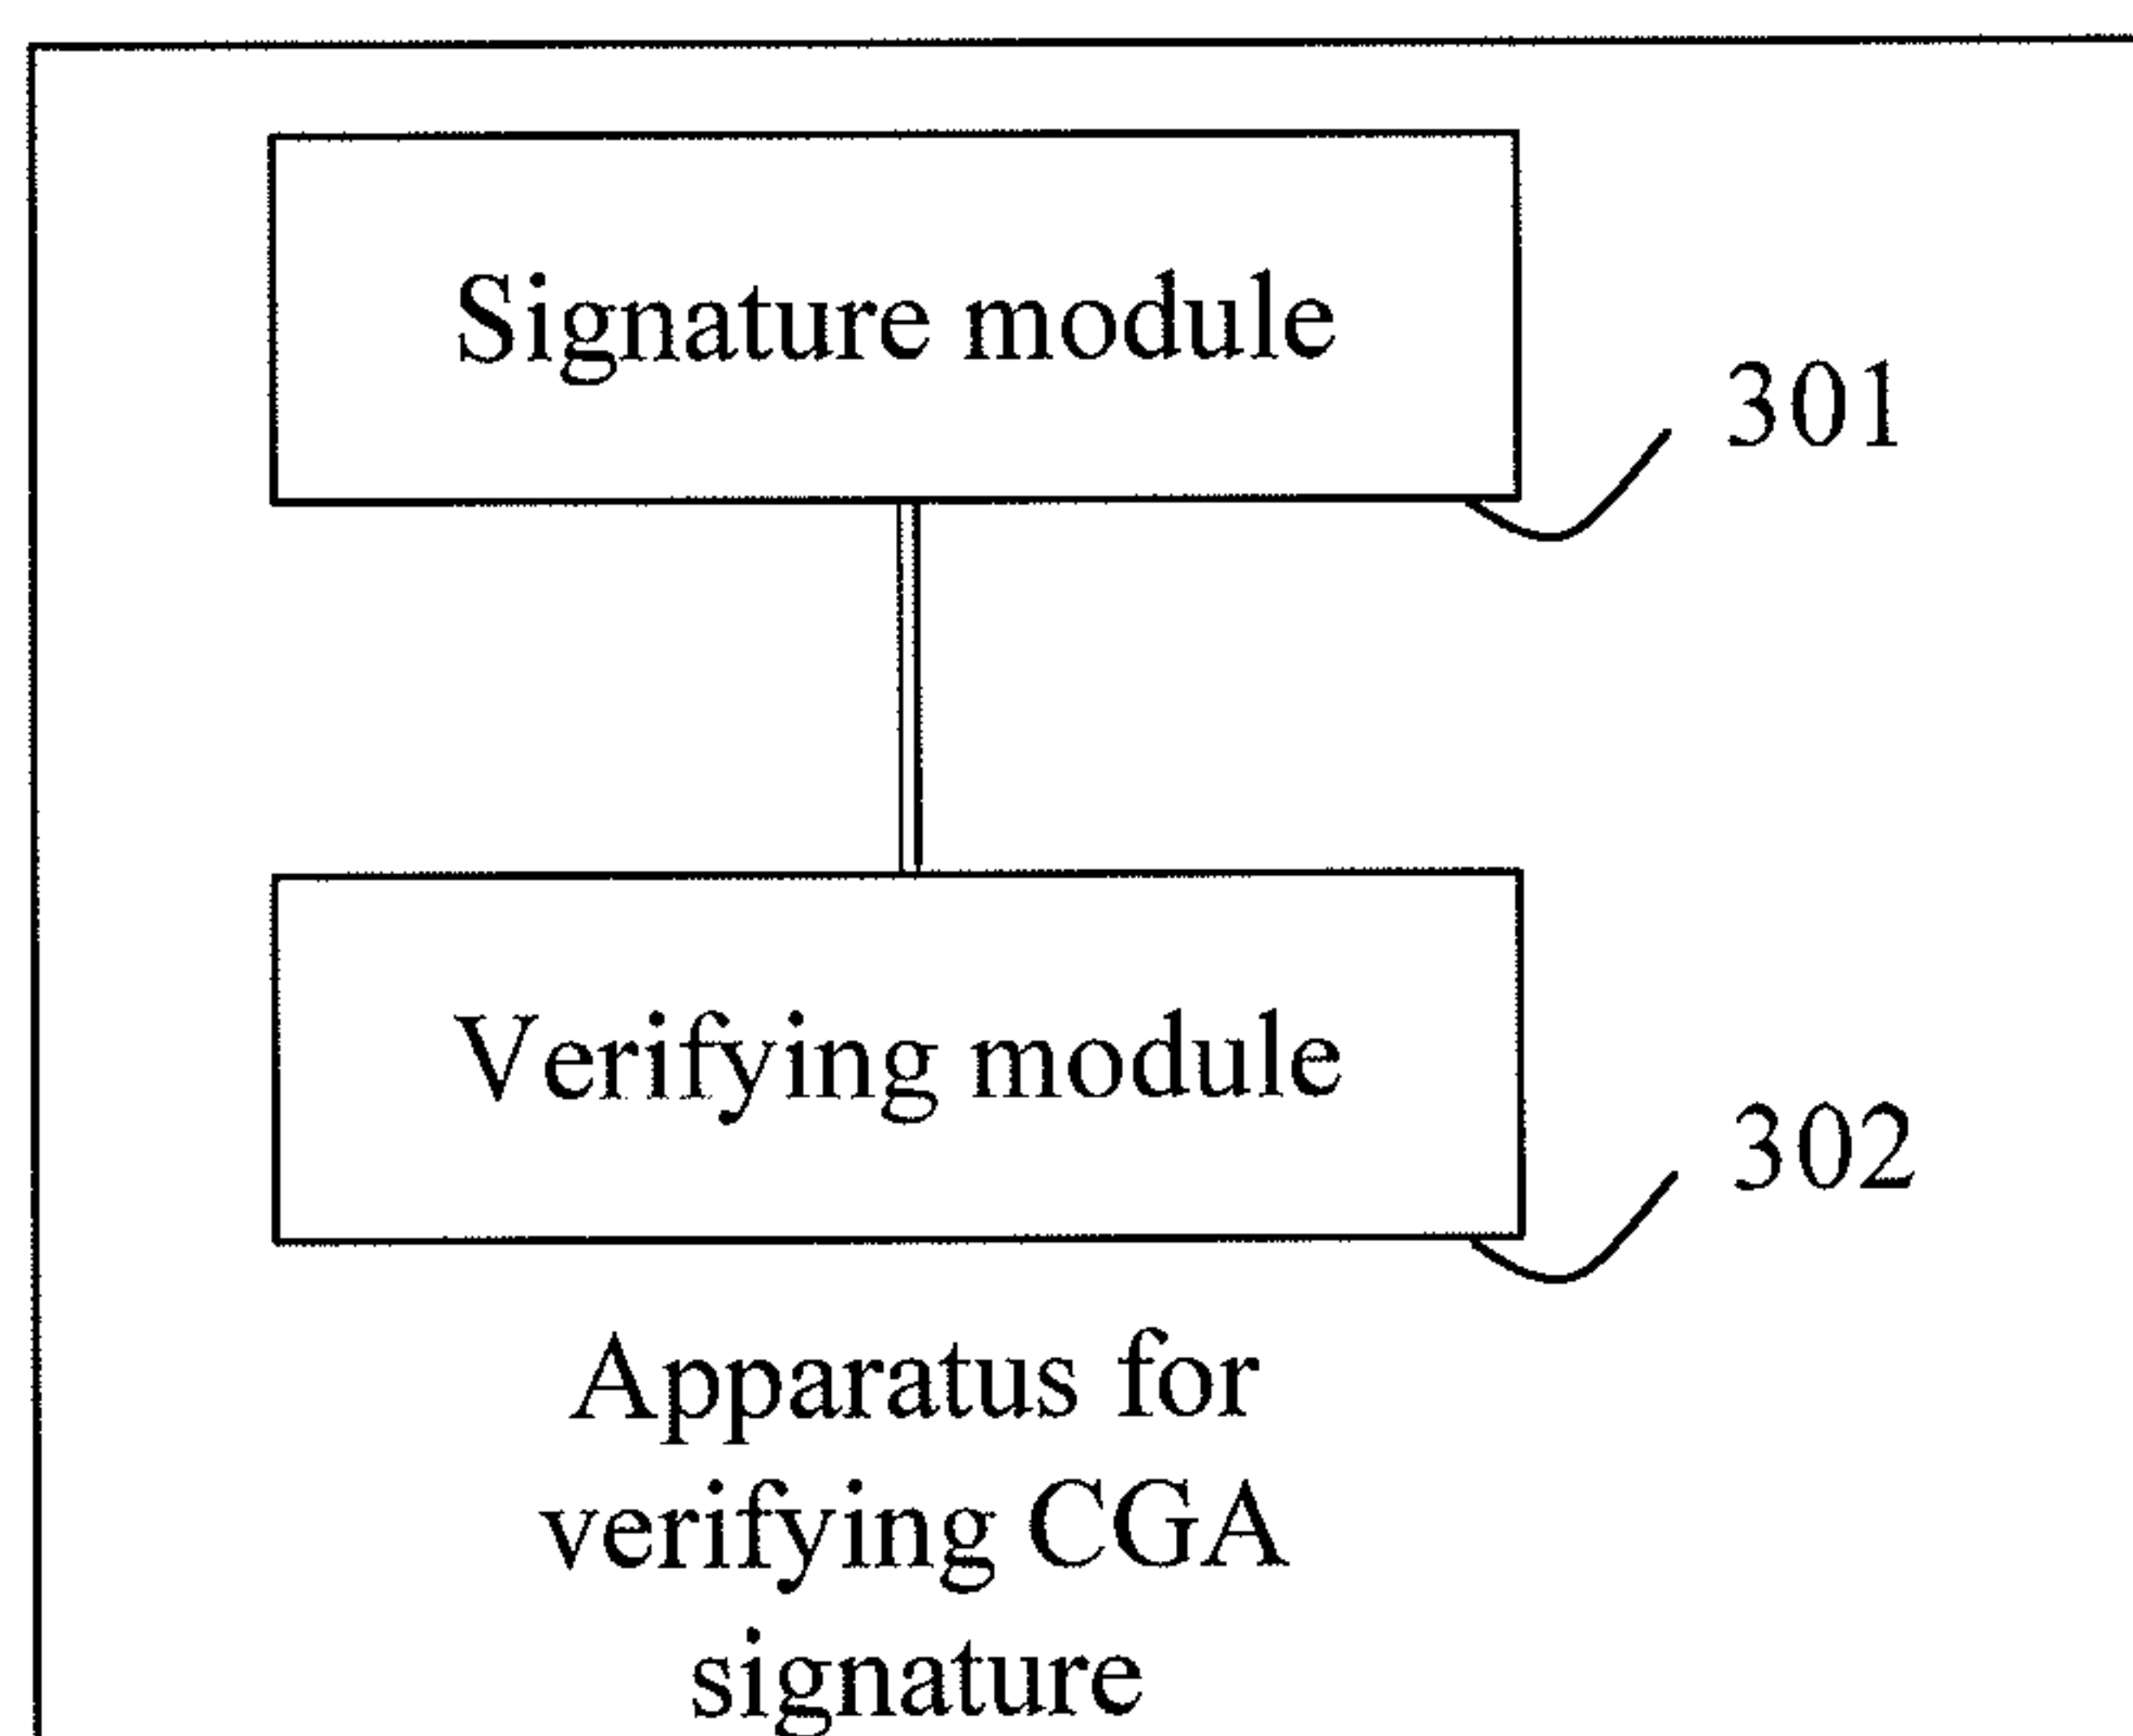 Signature module
301
Verifying module
302
Apparatus for
verifying CGA
signature